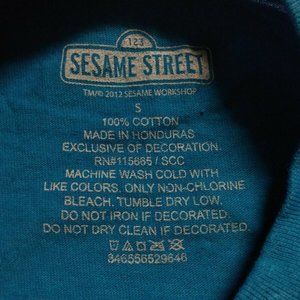 123
SESAME STREET
TM/© 2012 SESAME WORKSHOP
S
100% COTTON
MADE IN HONDURAS
EXCLUSIVE OF DECORATION.
RN#115685 / SCC
MACHINE WASH COLD WITH
LIKE COLORS. ONLY NON-CHLORINE
BLEACH. TUMBLE DRY LOW.
DO NOT IRON IF DECORATED.
DO NOT DRY CLEAN IF DECORATED.
846556529646